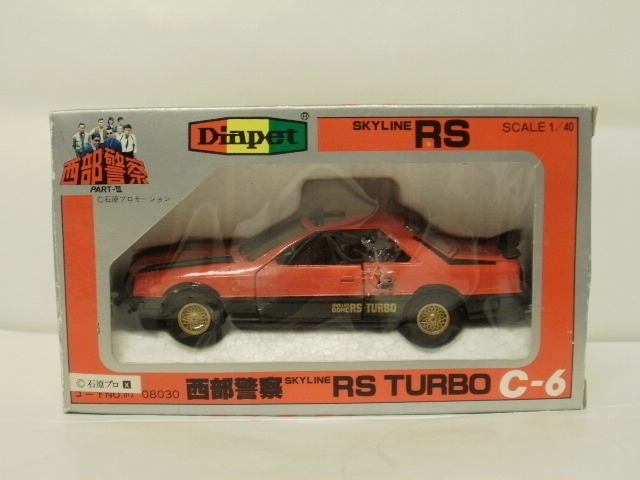 Diapet®
SKYLINE RS
SCALE 1/40
西部警察
PART-III
©石原プロモーション
2
2
DOHC RS-TURBO
©石原プロ
コードNO. 08030
西部警察 SKYLINE RS TURBO C-6